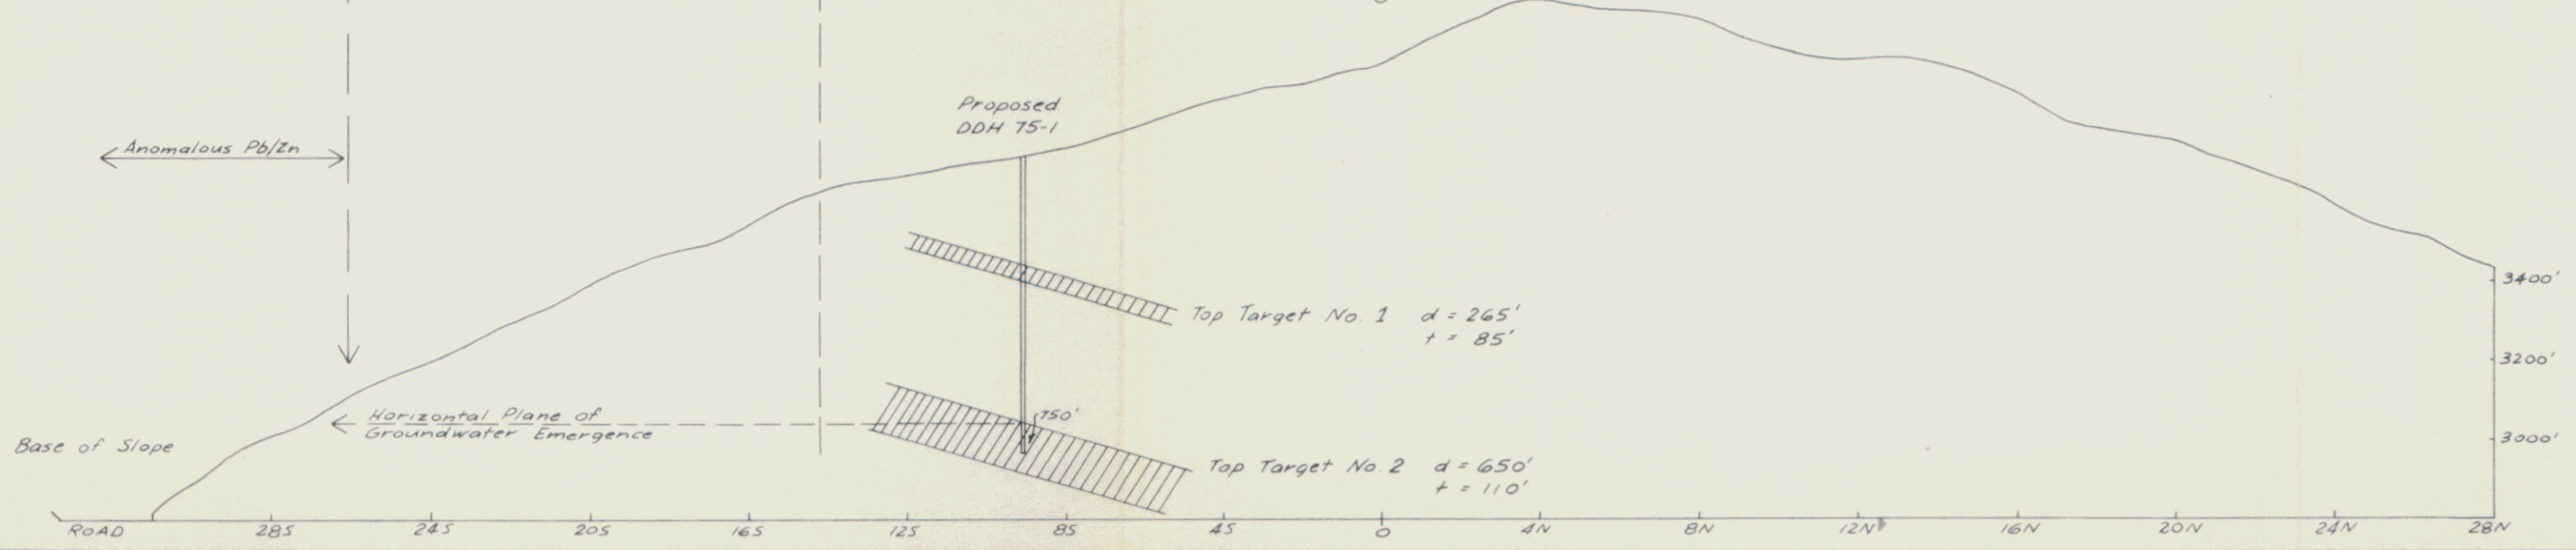 Proposed
DDH 75-1
Anomalous Pb/Zn
3400'
Top Target No. 1 d = 265'
t = 85'
3200'
Horizontal Plane of
Groundwater Emergence
750'
3000'
Base of Slope
Top Target No. 2 d = 650'
t = 110'
ROAD 28S 24S 20S 16S 12S 8S 4S 0 4N 8N 12N 16N 20N 24N 28N